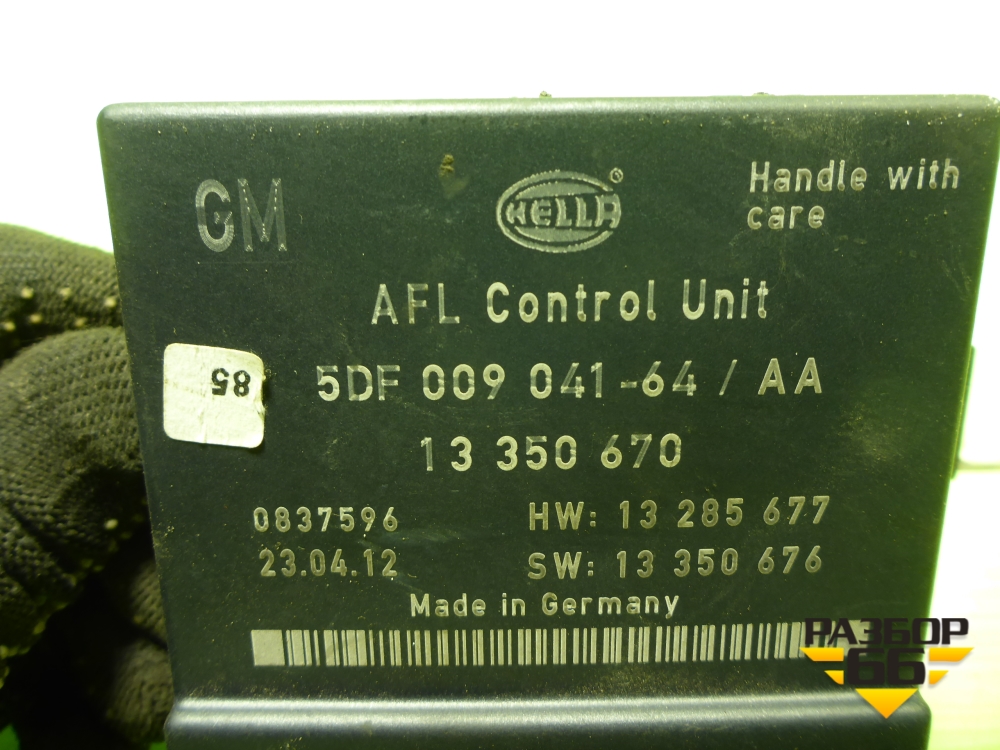 GM
HELLA®
Handle with
care
AFL Control Unit
85
5DF 009 041-64 / AA
13 350 670
0837596 HW: 13 285 677
23.04.12 SW: 13 350 676
Made in Germany
РАЗБОР
66